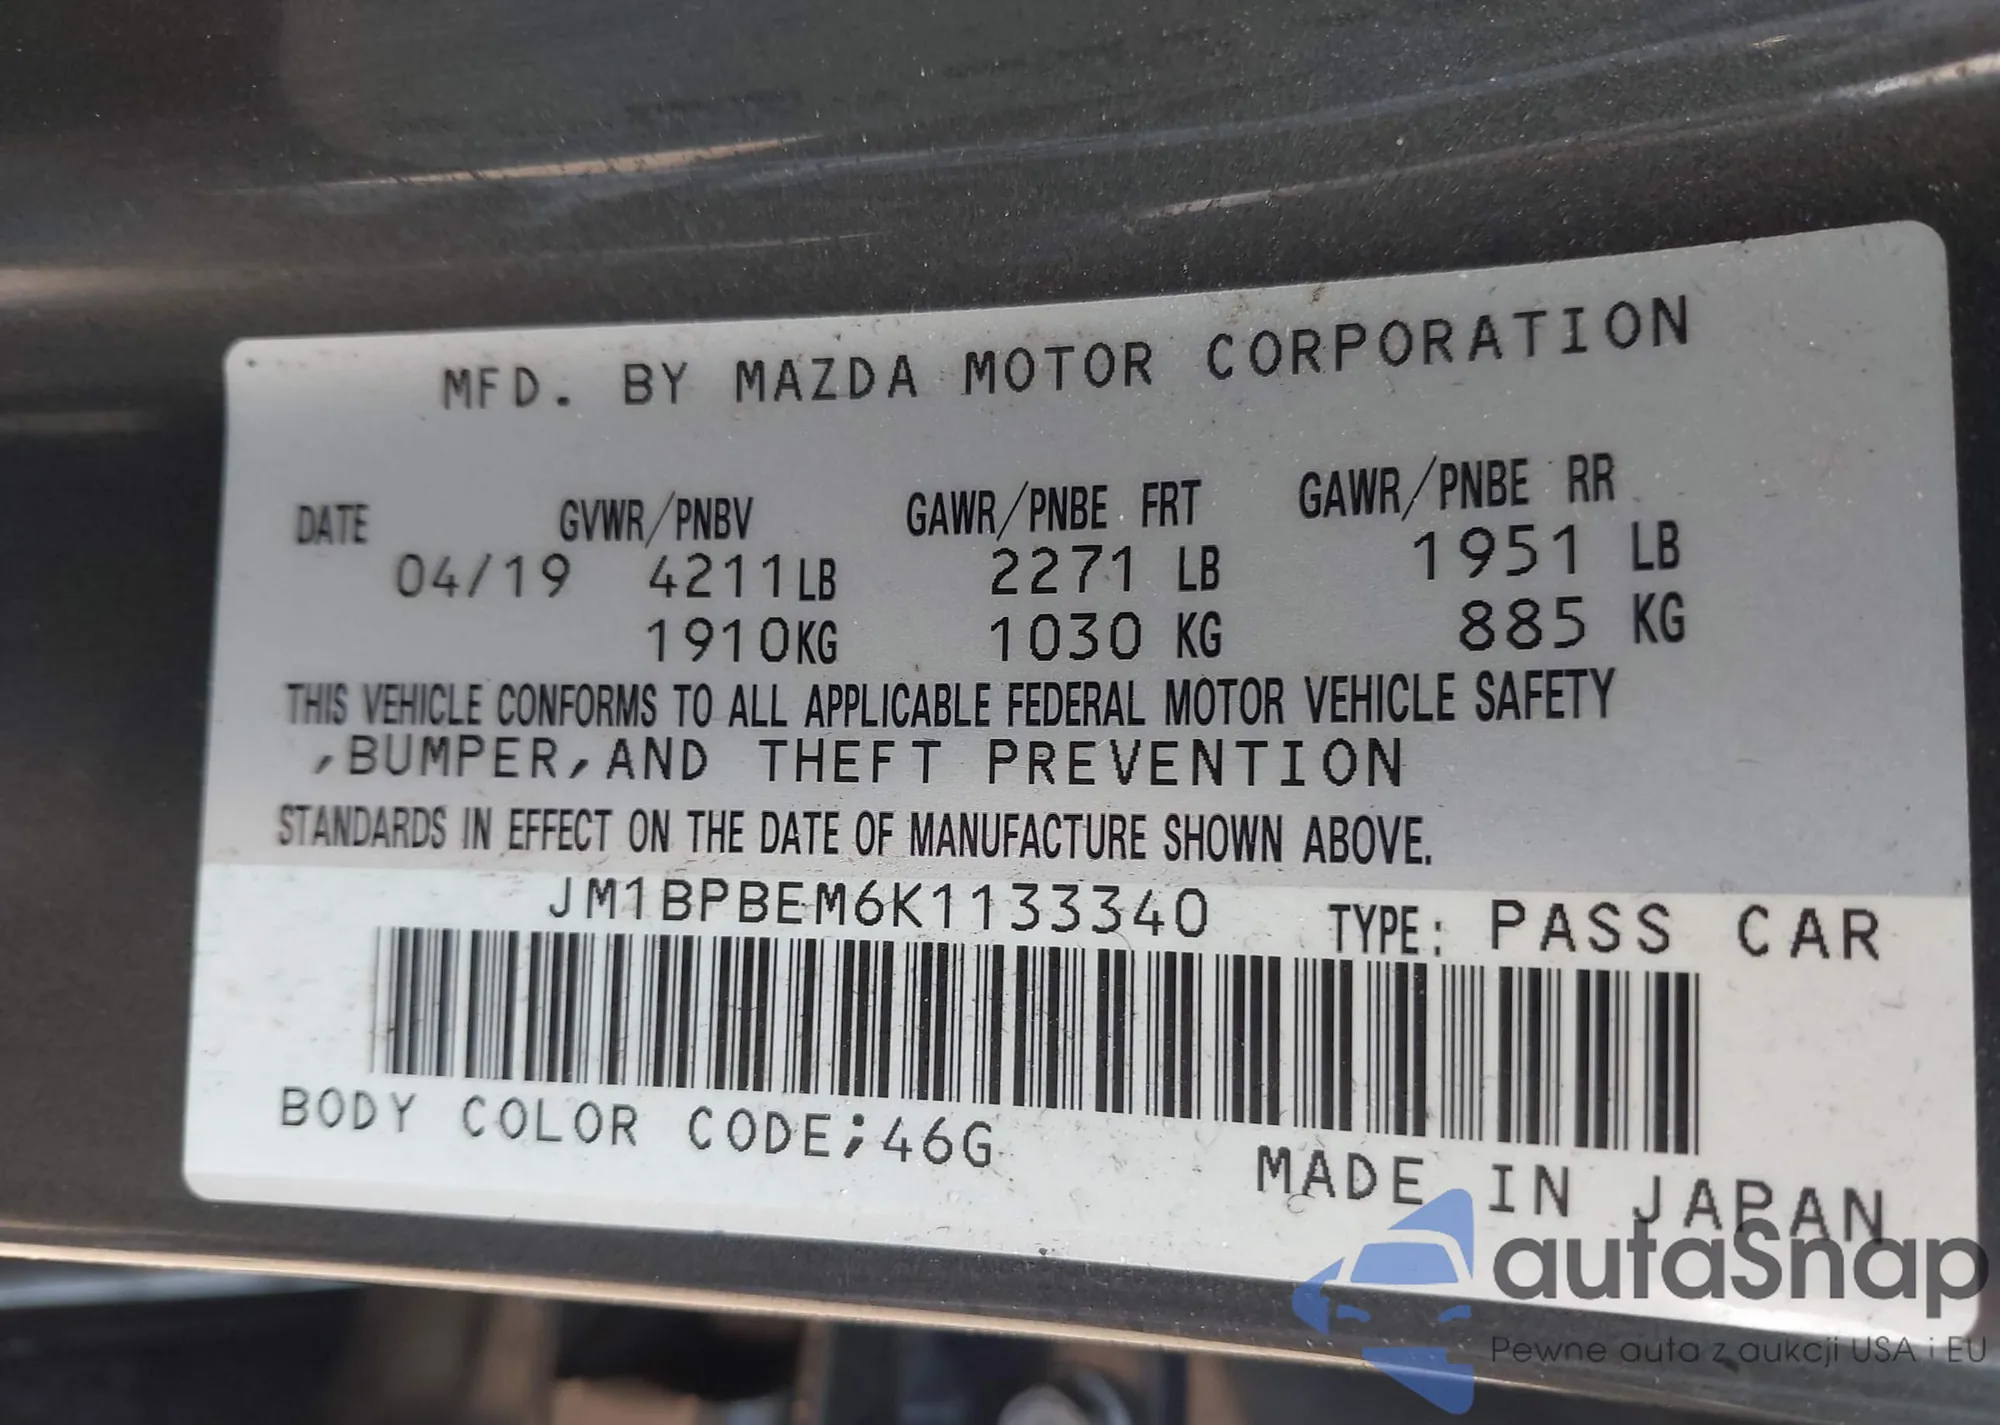 MFD. BY MAZDA MOTOR CORPORATION
DATE GVWR/PNBV GAWR/PNBE FRT GAWR/PNBE RR
04/19 4211LB 2271 LB 1951 LB
1910KG 1030 KG 885 KG
THIS VEHICLE CONFORMS TO ALL APPLICABLE FEDERAL MOTOR VEHICLE SAFETY
,BUMPER,AND THEFT PREVENTION
STANDARDS IN EFFECT ON THE DATE OF MANUFACTURE SHOWN ABOVE.
JM1BPBEM6K1133340 TYPE: PASS CAR
BODY COLOR CODE;46G
MADE IN JAPAN
autaSnap
Pewne auta z aukcji USA i EU